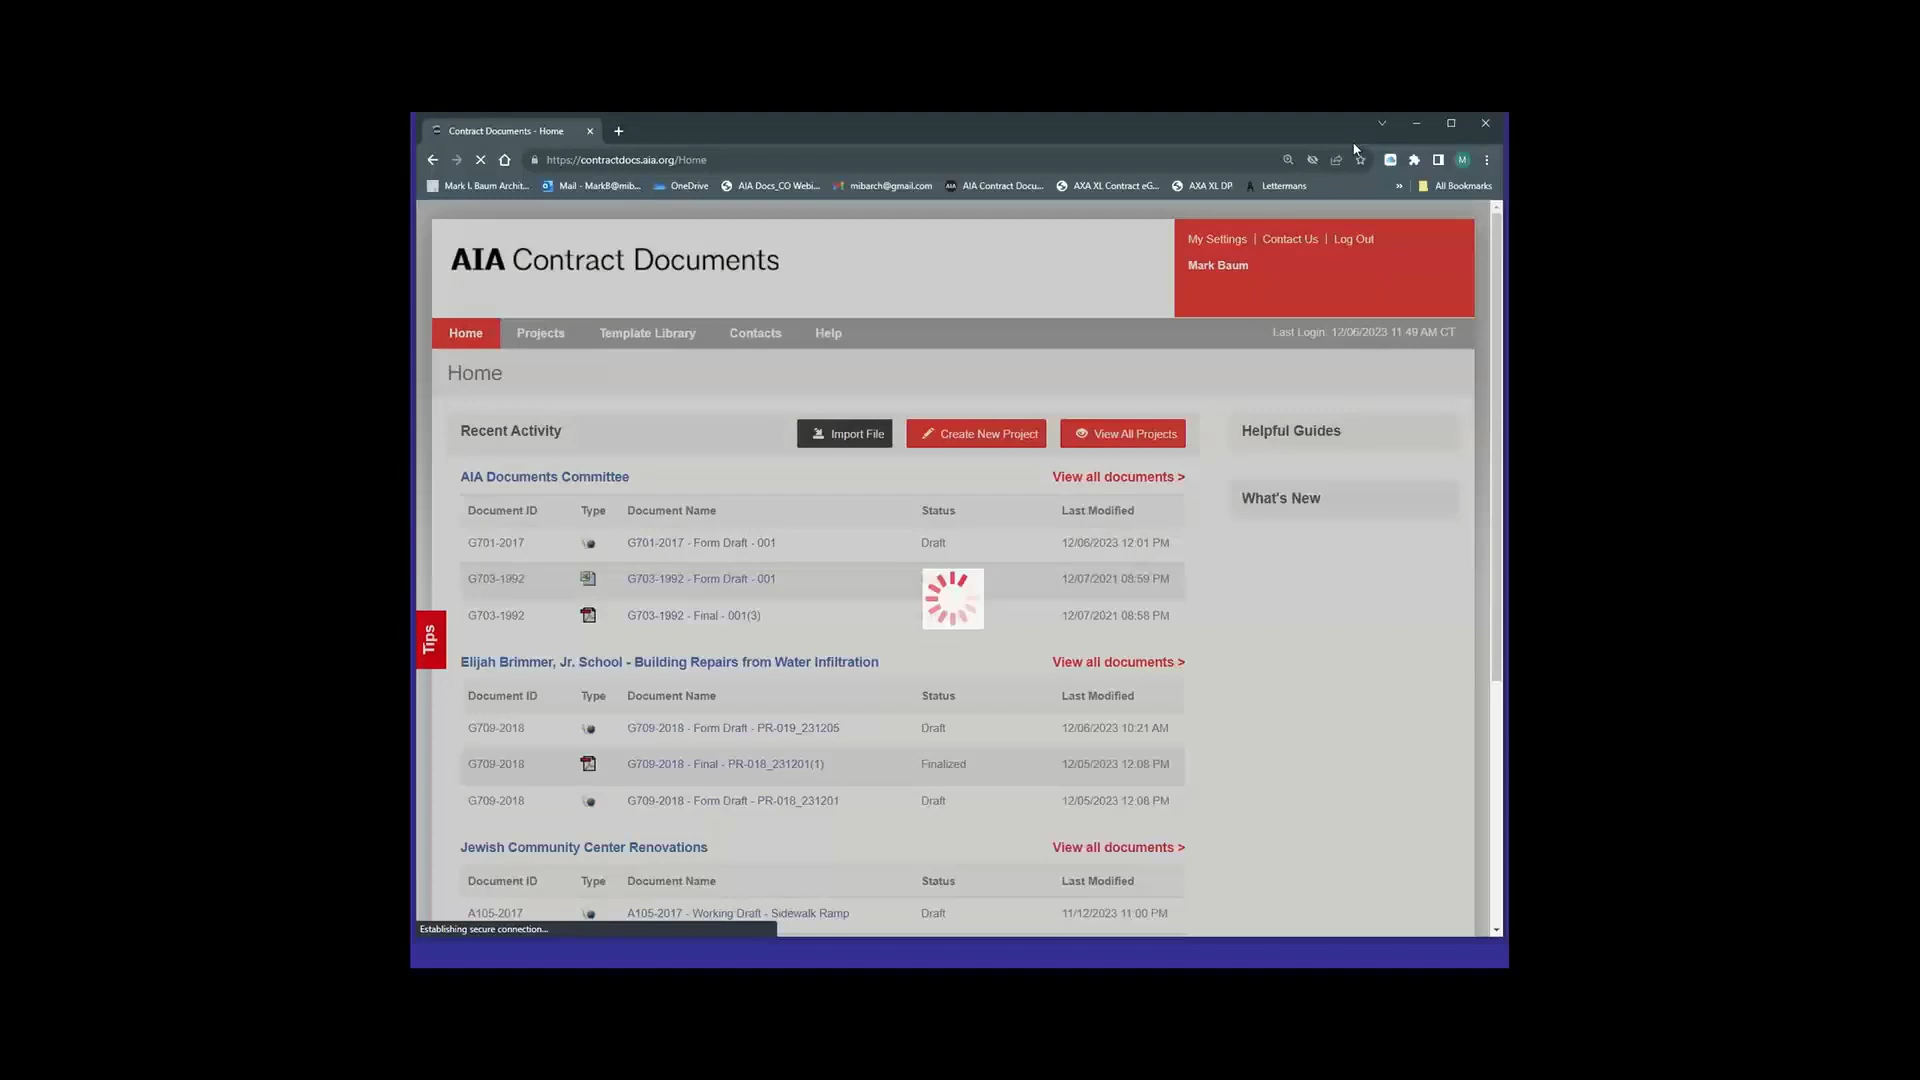 Contract Documents - Home
https://contractdocs.aia.org/Home
M
Mark I. Baum Archit...
Mail - MarkB@mib...
OneDrive
AIA Docs_CO Webi...
mibarch@gmail.com
AIA Contract Docu...
AXA XL Contract eG...
AXA XL DP
Lettermans
»
All Bookmarks
AIA Contract Documents
My Settings | Contact Us | Log Out
Mark Baum
Home Projects Template Library Contacts Help
Last Login: 12/06/2023 11:49 AM CT
Home
Recent Activity
Import File
Create New Project
View All Projects
Helpful Guides
What's New
AIA Documents Committee
View all documents >
Document ID Type Document Name Status Last Modified
G701-2017 G701-2017 - Form Draft - 001 Draft 12/06/2023 12:01 PM
G703-1992 G703-1992 - Form Draft - 001 12/07/2021 08:59 PM
G703-1992 G703-1992 - Final - 001(3) 12/07/2021 08:58 PM
Tips
Elijah Brimmer, Jr. School - Building Repairs from Water Infiltration
View all documents >
Document ID Type Document Name Status Last Modified
G709-2018 G709-2018 - Form Draft - PR-019_231205 Draft 12/06/2023 10:21 AM
G709-2018 G709-2018 - Final - PR-018_231201(1) Finalized 12/05/2023 12:08 PM
G709-2018 G709-2018 - Form Draft - PR-018_231201 Draft 12/05/2023 12:08 PM
Jewish Community Center Renovations
View all documents >
Document ID Type Document Name Status Last Modified
A105-2017 A105-2017 - Working Draft - Sidewalk Ramp Draft 11/12/2023 11:00 PM
Establishing secure connection...